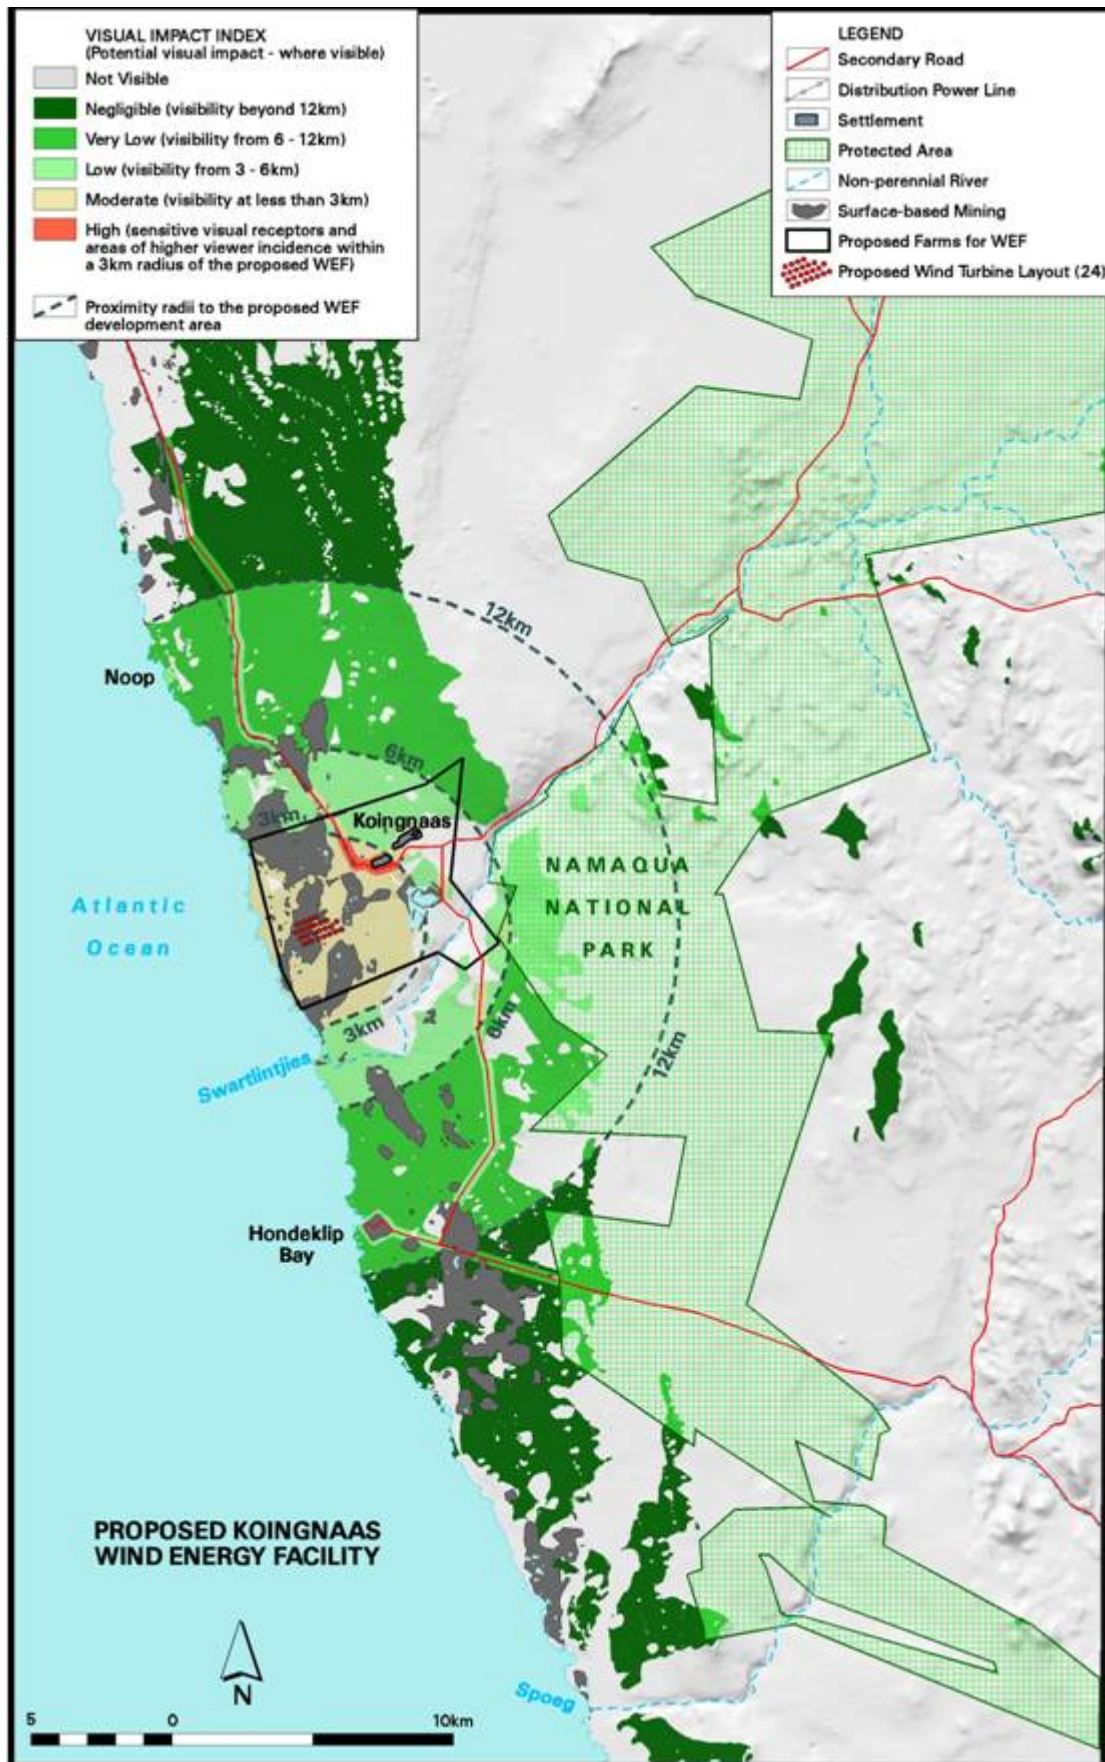 VISUAL IMPACT INDEX
(Potential visual impact - where visible)
Not Visible
Negligible (visibility beyond 12km)
Very Low (visibility from 6 - 12km)
Low (visibility from 3 - 6km)
Moderate (visibility at less than 3km)
High (sensitive visual receptors and
areas of higher viewer incidence within
a 3km radius of the proposed WEF)
Proximity radii to the proposed WEF
development area
LEGEND
Secondary Road
Distribution Power Line
Settlement
Protected Area
Non-perennial River
Surface-based Mining
Proposed Farms for WEF
Proposed Wind Turbine Layout (24)
12km
Noop
6km
3km
Koingnaas
NAMAQUA
NATIONAL
PARK
Atlantic
Ocean
3km
6km
12km
Swartlintjies
Hondeklip
Bay
PROPOSED KOINGNAAS
WIND ENERGY FACILITY
N
Spoeg
5 0 10km